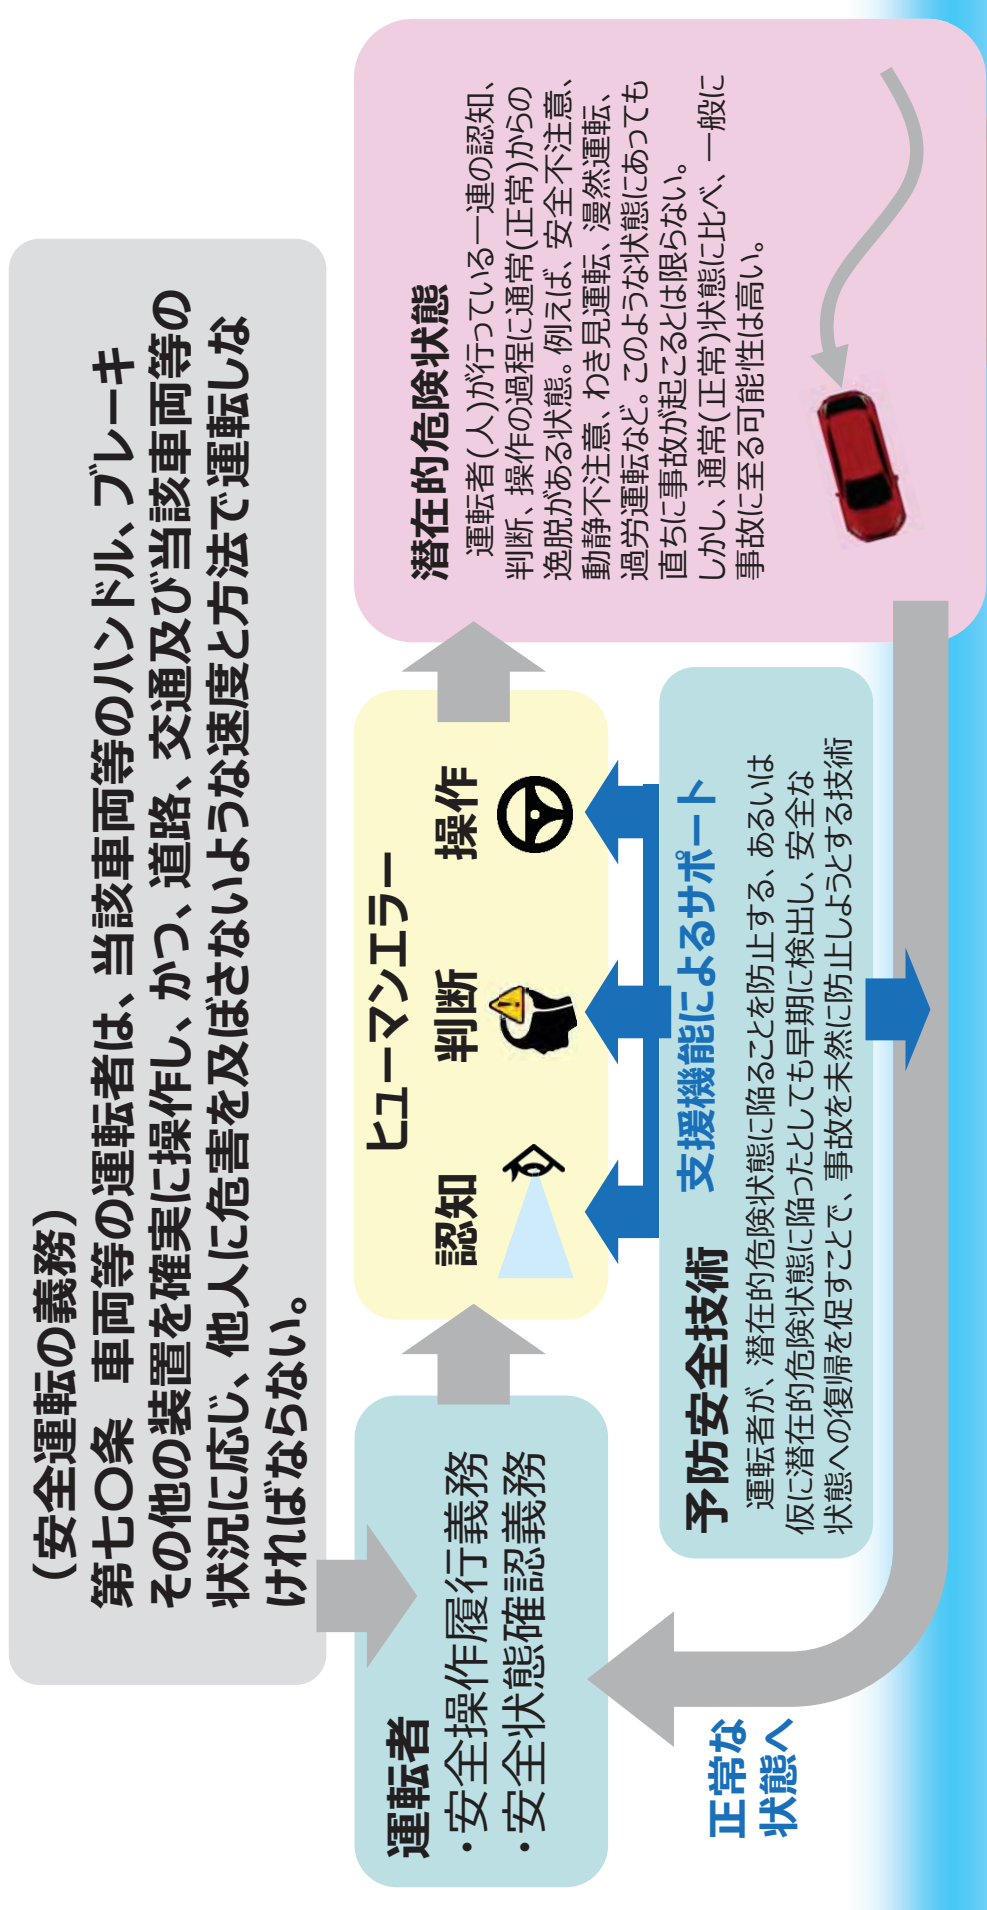 （安全運転の義務）
第七〇条　車両等の運転者は、当該車両等のハンドル、ブレーキ
その他の装置を確実に操作し、かつ、道路、交通及び当該車両等の
状況に応じ、他人に危害を及ぼさないような速度と方法で運転しな
ければならない。
運転者
・安全操作履行義務
・安全状態確認義務
ヒューマンエラー
認知
判断
操作
潜在的危険状態
運転者(人)が行っている一連の認知、
判断、操作の過程に通常(正常)からの
逸脱がある状態。例えば、安全不注意、
動静不注意、わき見運転、漫然運転、
過労運転など。このような状態にあっても
直ちに事故が起こるとは限らない。
しかし、通常(正常)状態に比べ、一般に
事故に至る可能性は高い。
予防安全技術
支援機能によるサポート
運転者が、潜在的危険状態に陥ることを防止する、あるいは
仮に潜在的危険状態に陥ったとしても早期に検出し、安全な
状態への復帰を促すことで、事故を未然に防止しようとする技術
正常な
状態へ